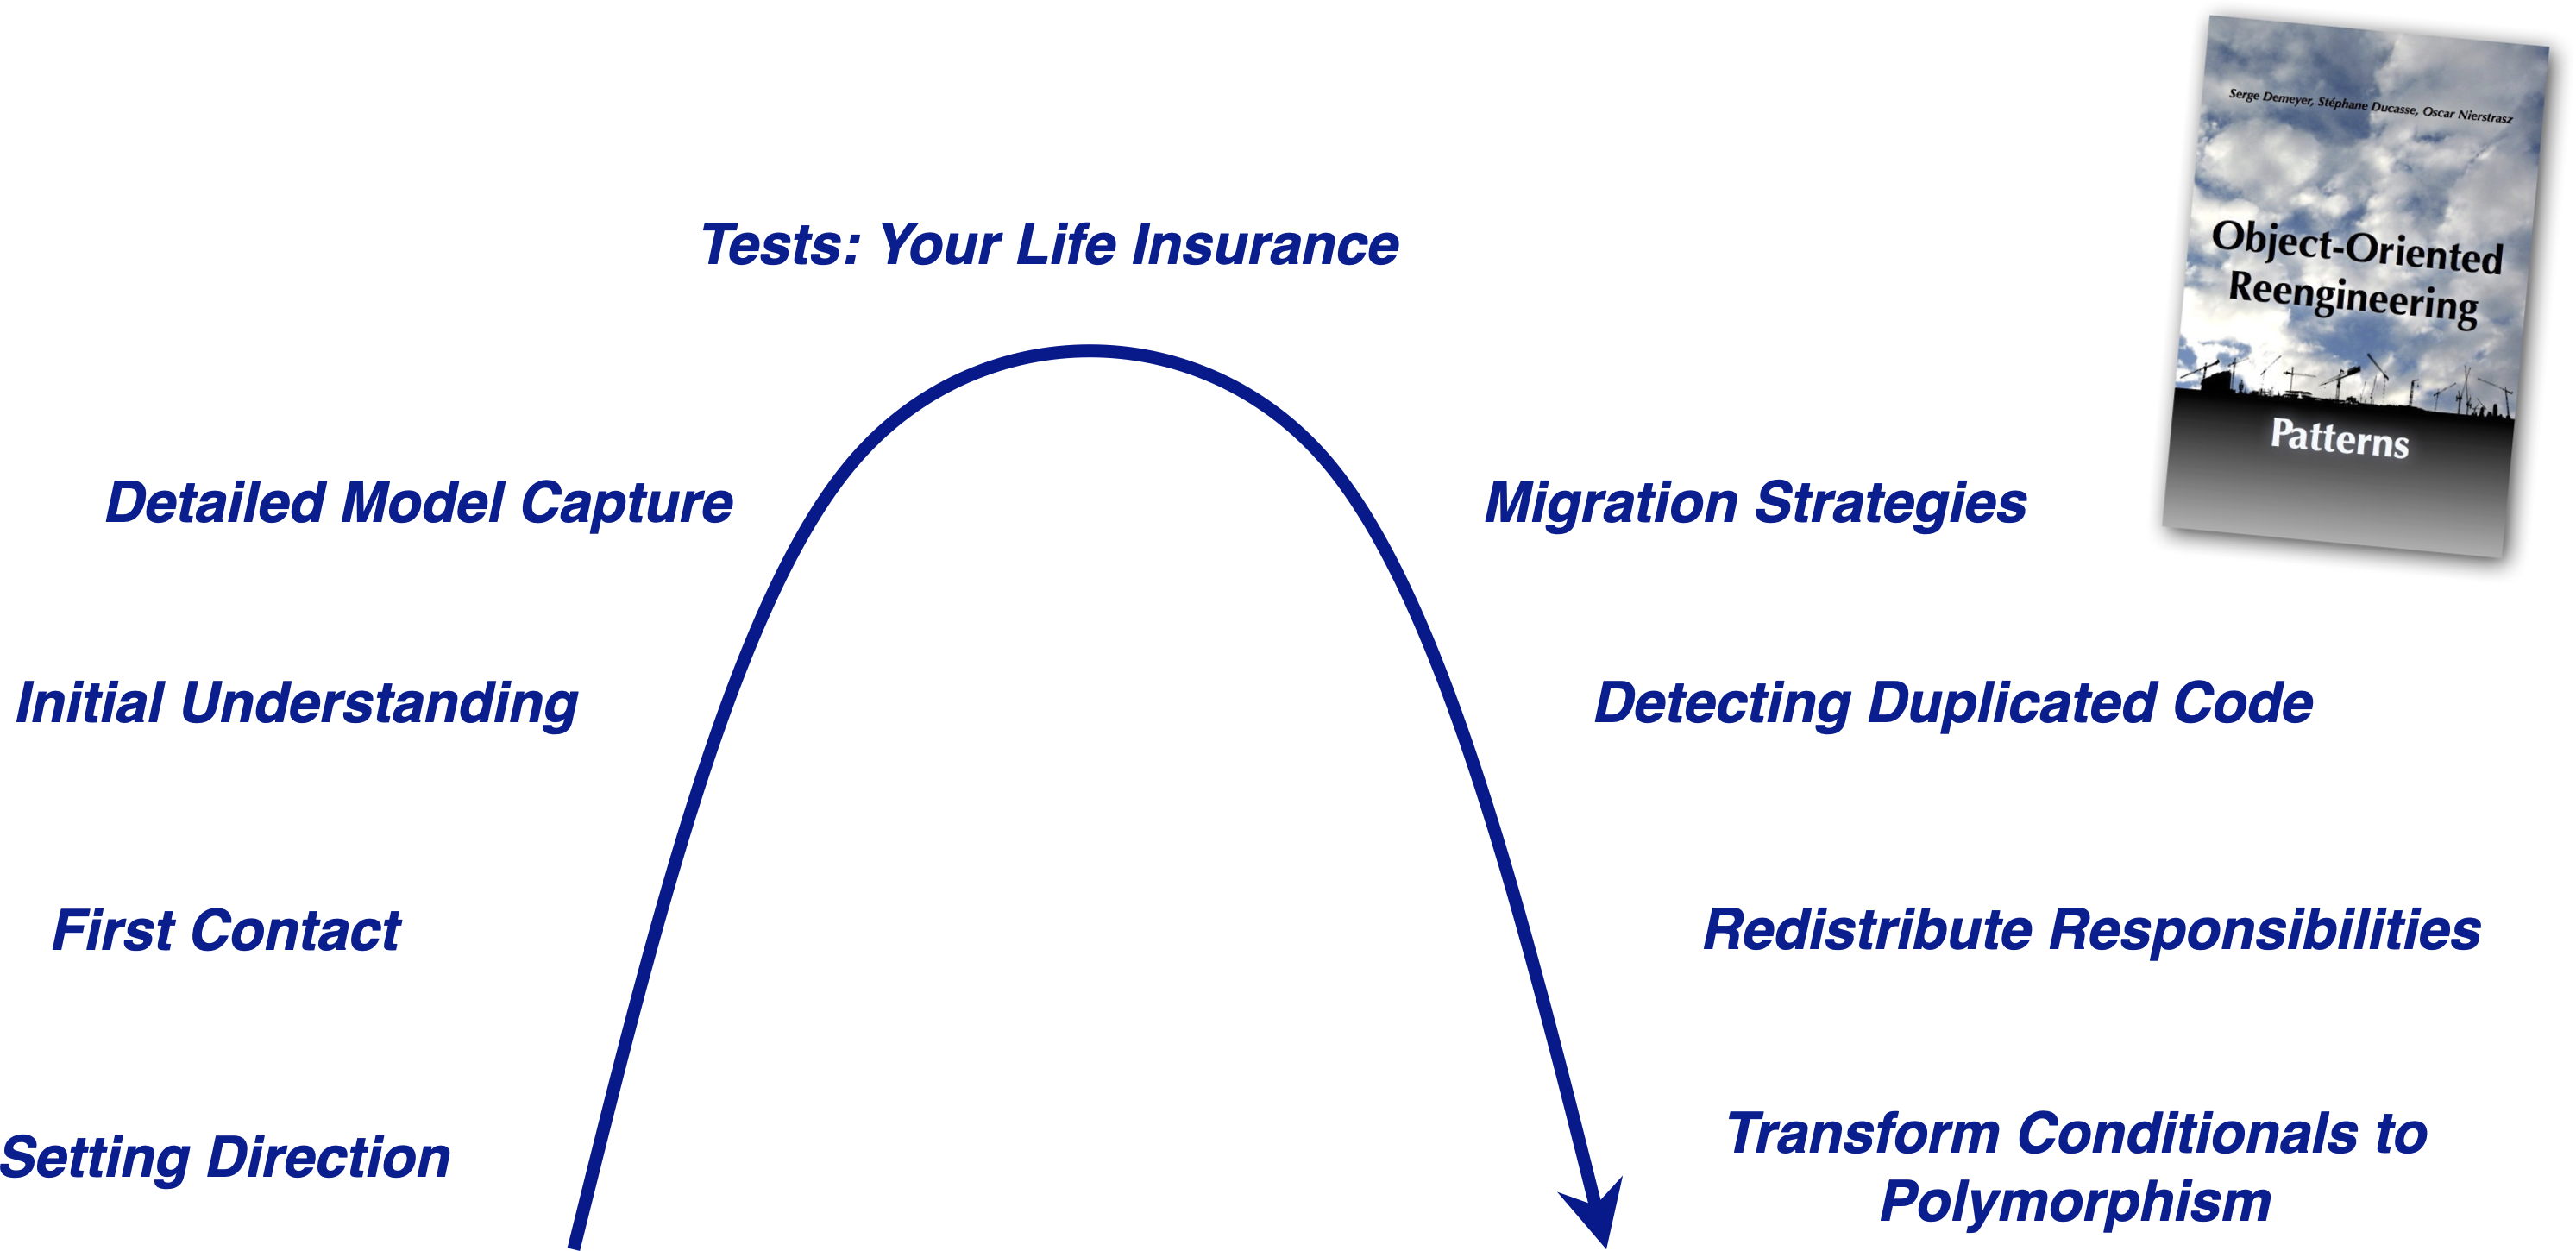 Serge Demeyer, Stéphane Ducasse, Oscar Nierstrasz
Object-Oriented
Reengineering
Patterns
Tests: Your Life Insurance
Detailed Model Capture
Migration Strategies
Initial Understanding
Detecting Duplicated Code
First Contact
Redistribute Responsibilities
Setting Direction
Transform Conditionals to
Polymorphism